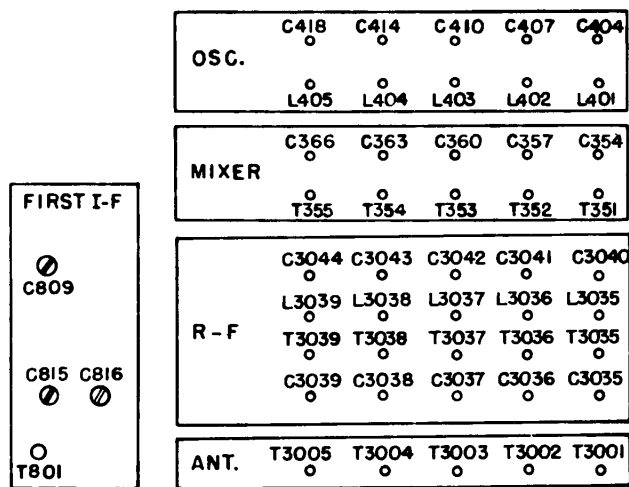 C418 C414 C410 C407 C404
OSC.
L405 L404 L403 L402 L401
C366 C363 C360 C357 C354
MIXER
T355 T354 T353 T352 T351
FIRST I-F
C809
C815 C816
T801
C3044 C3043 C3042 C3041 C3040
L3039 L3038 L3037 L3036 L3035
R-F
T3039 T3038 T3037 T3036 T3035
C3039 C3038 C3037 C3036 C3035
ANT.
T3005 T3004 T3003 T3002 T3001